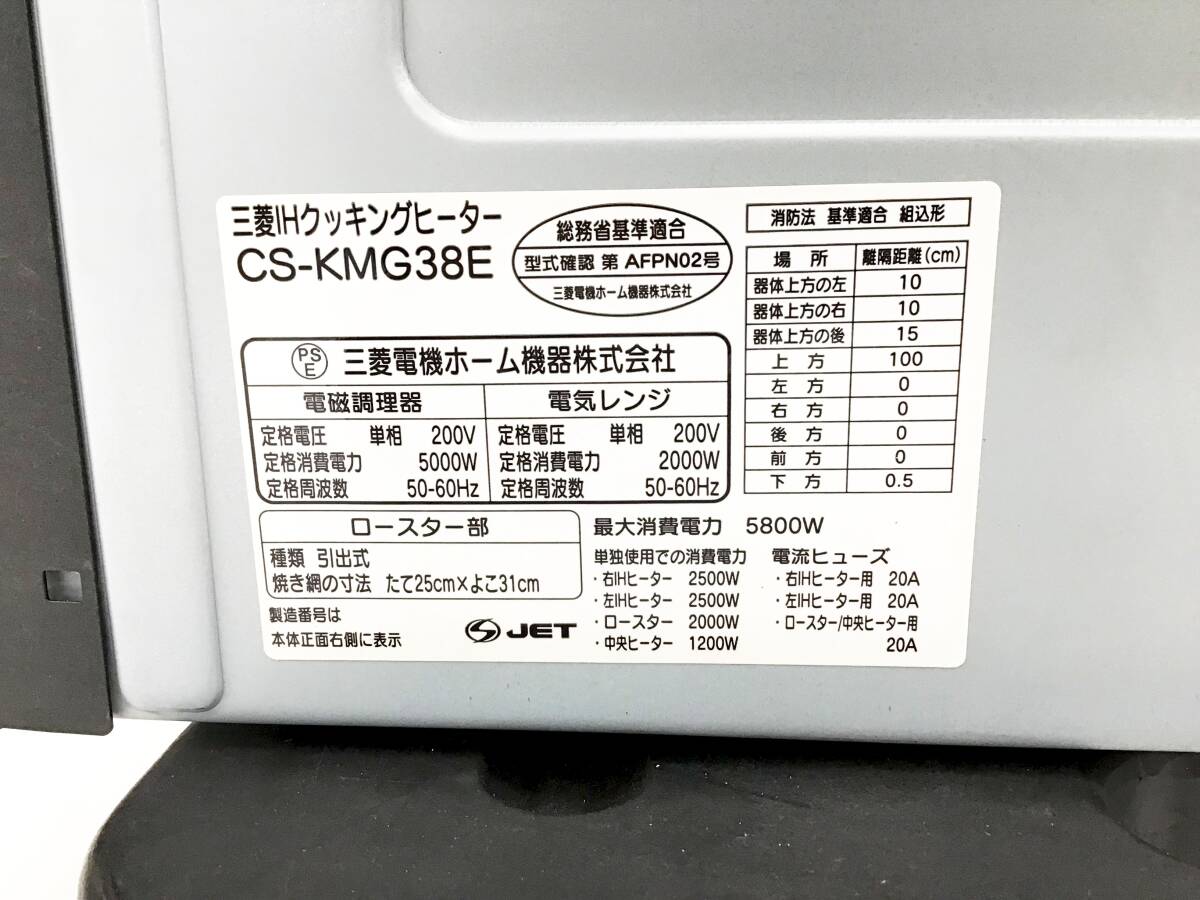 三菱IHクッキングヒーター
CS-KMG38E
総務省基準適合
型式確認 第 AFPN02号
三菱電機ホーム機器株式会社
消防法 基準適合 組込形
場所 離隔距離(cm)
器体上方の左 10
器体上方の右 10
器体上方の後 15
上方 100
左方 0
右方 0
後方 0
前方 0
下方 0.5
PS
E
三菱電機ホーム機器株式会社
電磁調理器
定格電圧 単相 200V
定格消費電力 5000W
定格周波数 50-60Hz
電気レンジ
定格電圧 単相 200V
定格消費電力 2000W
定格周波数 50-60Hz
ロースター部
種類 引出式
焼き網の寸法 たて25cm×よこ31cm
製造番号は
本体正面右側に表示
JET
最大消費電力 5800W
単独使用での消費電力
・右IHヒーター 2500W
・左IHヒーター 2500W
・ロースター 2000W
・中央ヒーター 1200W
電流ヒューズ
・右IHヒーター用 20A
・左IHヒーター用 20A
・ロースター/中央ヒーター用
20A